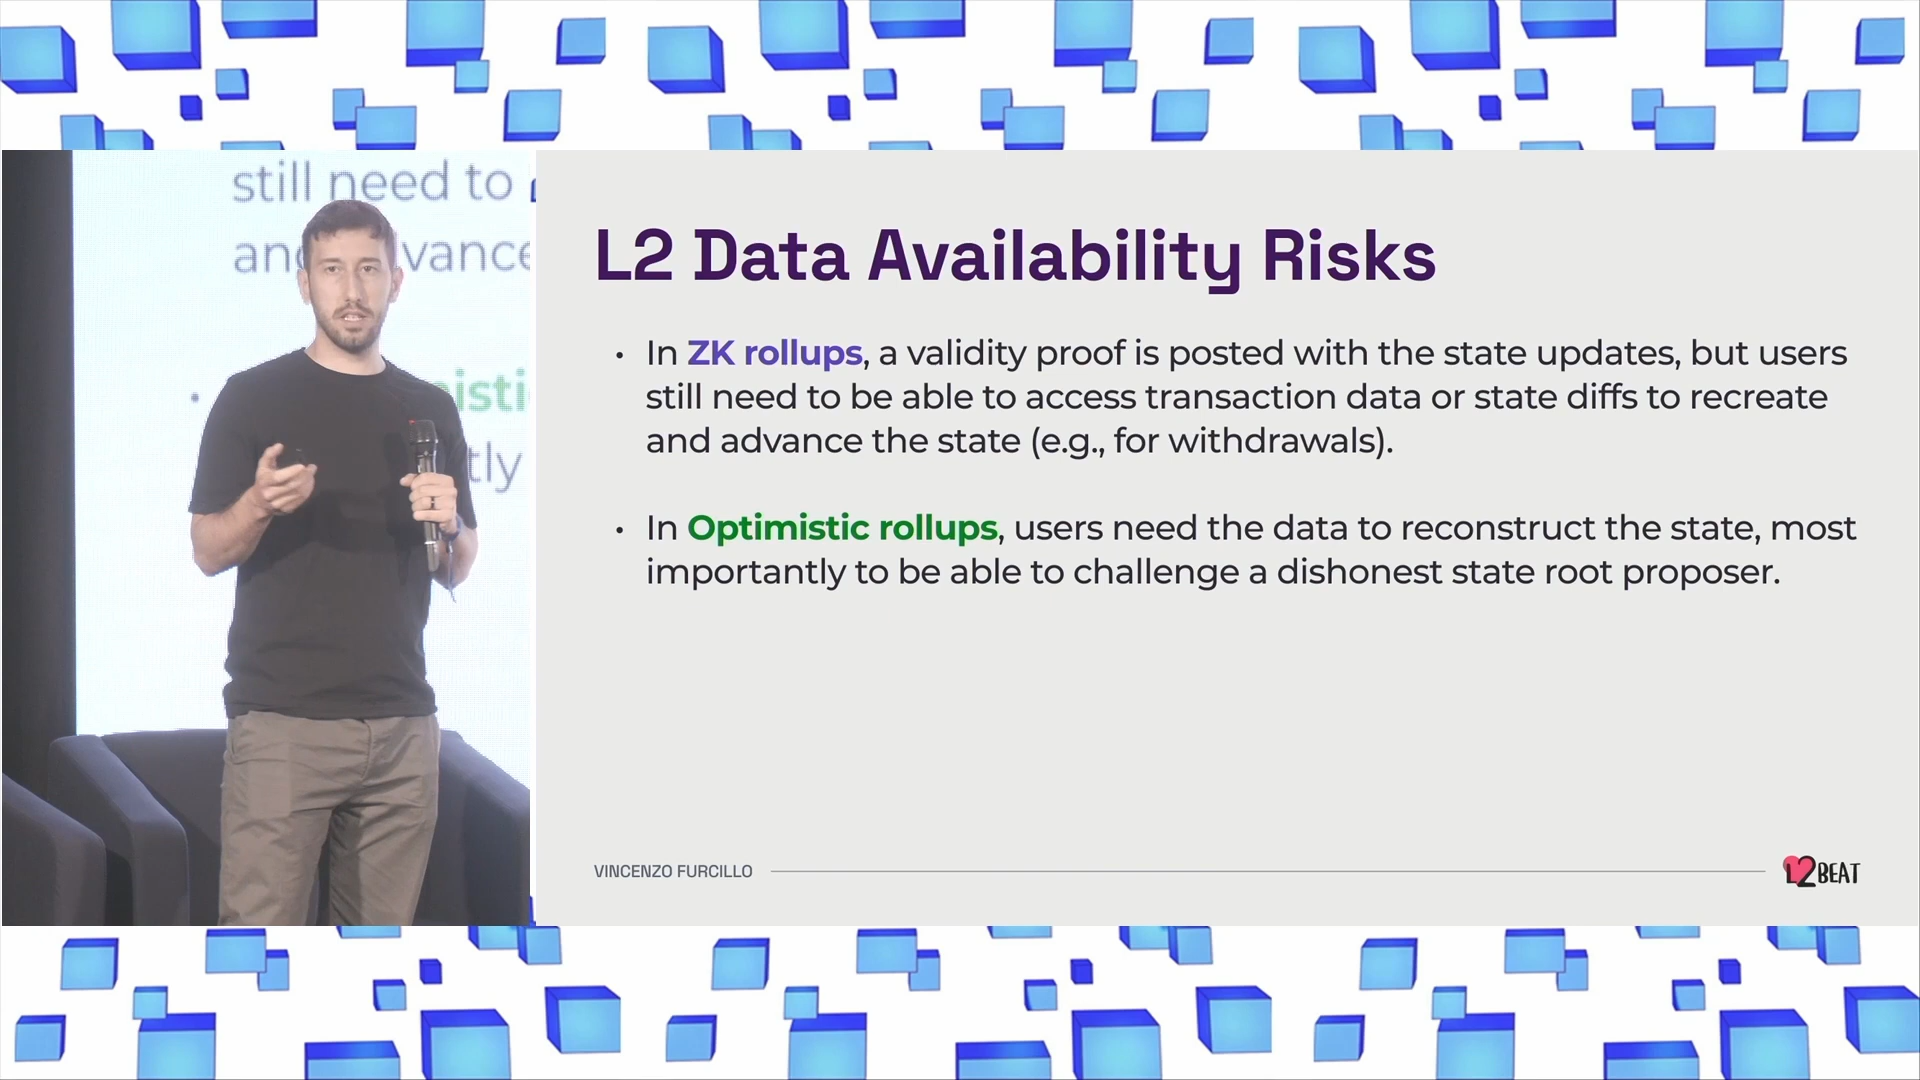 still need to
and advance
isti
tly
L2 Data Availability Risks
• In ZK rollups, a validity proof is posted with the state updates, but users
still need to be able to access transaction data or state diffs to recreate
and advance the state (e.g., for withdrawals).
• In Optimistic rollups, users need the data to reconstruct the state, most
importantly to be able to challenge a dishonest state root proposer.
VINCENZO FURCILLO
L2BEAT